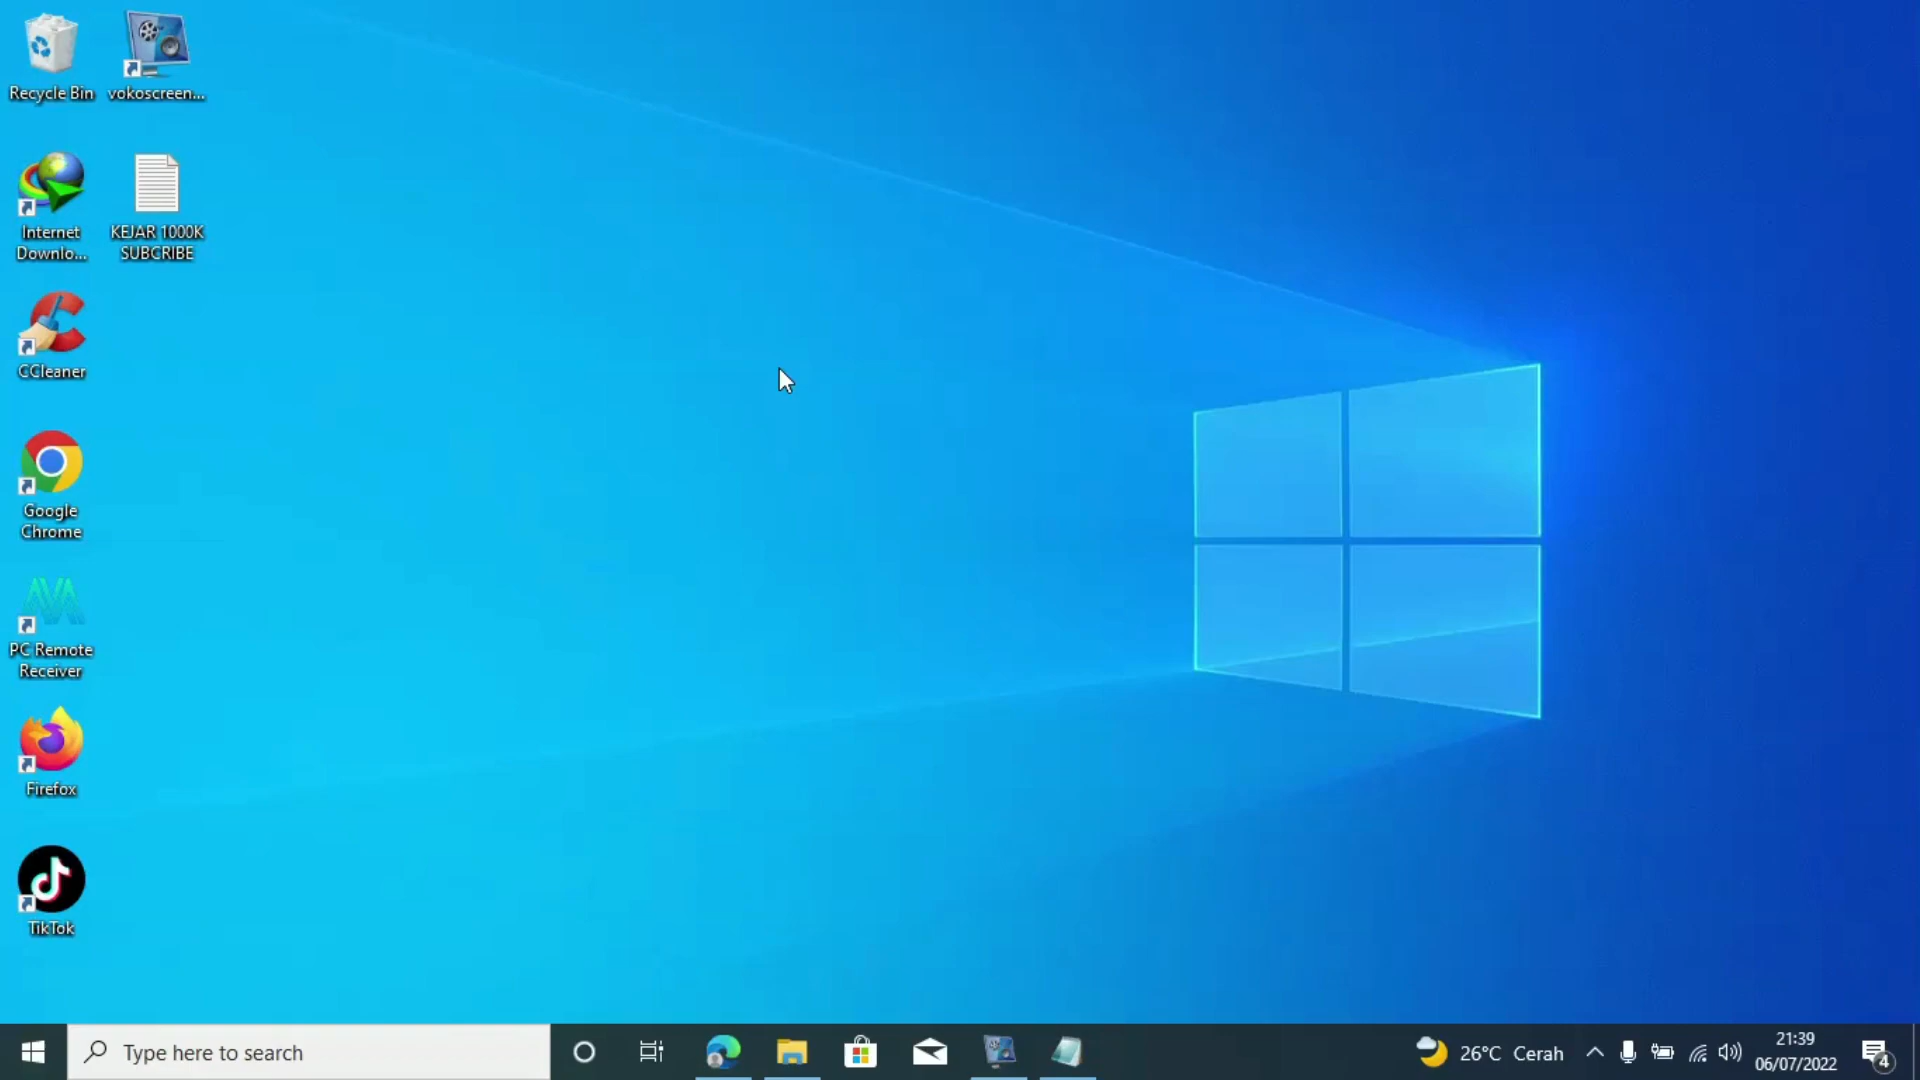 Recycle Bin
vokoscreen...
Internet
Downlo...
KEJAR 1000K
SUBCRIBE
CCleaner
Google
Chrome
PC Remote
Receiver
Firefox
TikTok
Type here to search
26°C Cerah
21:39
06/07/2022
4